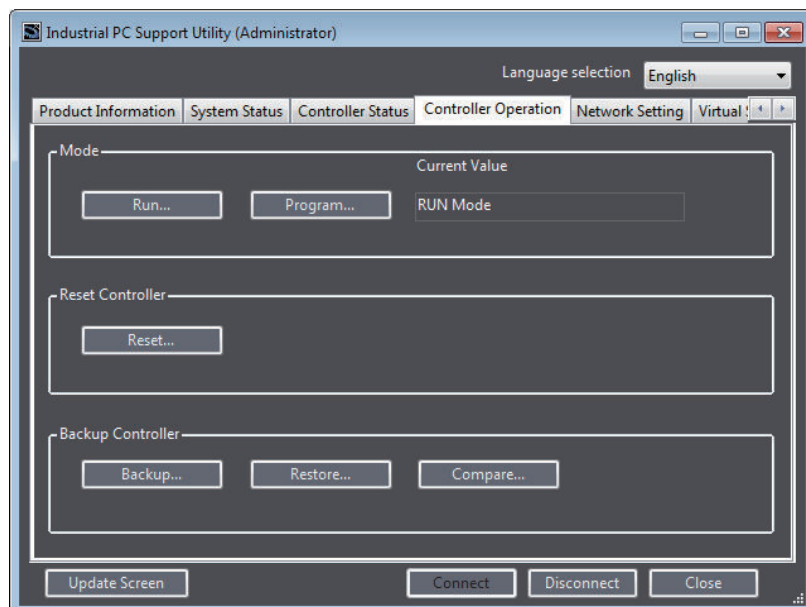 Industrial PC Support Utility (Administrator)
Language selection English
Product Information System Status Controller Status Controller Operation Network Setting Virtual
Mode
Current Value
Run... Program... RUN Mode
Reset Controller
Reset...
Backup Controller
Backup... Restore... Compare...
Update Screen Connect Disconnect Close